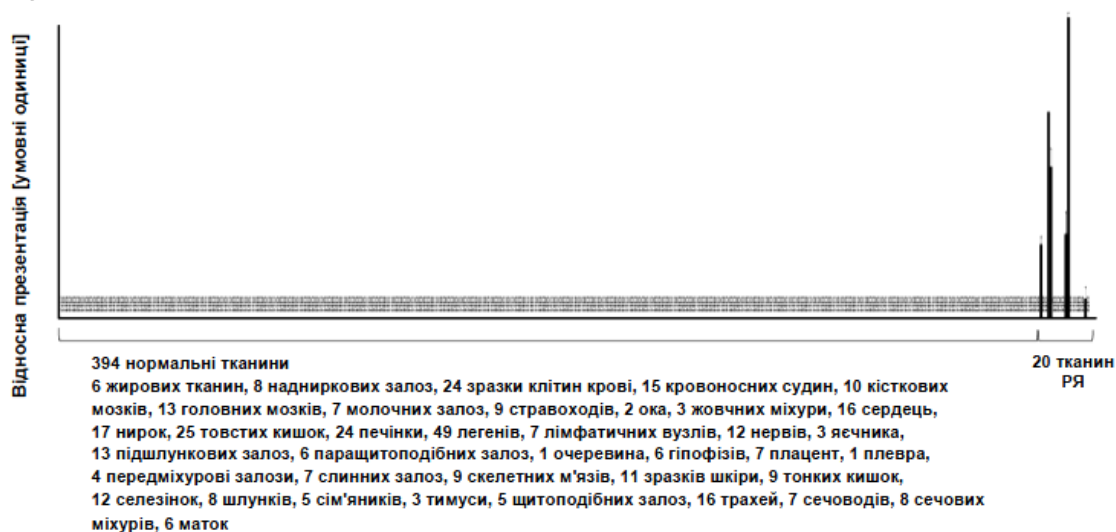 Відносна презентація [умовні одиниці]
394 нормальні тканини
20 тканин
РЯ
6 жирових тканин, 8 надниркових залоз, 24 зразки клітин крові, 15 кровоносних судин, 10 кісткових
мозків, 13 головних мозків, 7 молочних залоз, 9 стравоходів, 2 ока, 3 жовчних міхури, 16 сердець,
17 нирок, 25 товстих кишок, 24 печінки, 49 легенів, 7 лімфатичних вузлів, 12 нервів, 3 яєчника,
13 підшлункових залоз, 6 паращитоподібних залоз, 1 очеревина, 6 гіпофізів, 7 плацент, 1 плевра,
4 передміхурові залози, 7 слинних залоз, 9 скелетних м'язів, 11 зразків шкіри, 9 тонких кишок,
12 селезінок, 8 шлунків, 5 сім'яників, 3 тимуси, 5 щитоподібних залоз, 16 трахей, 7 сечоводів, 8 сечових
міхурів, 6 маток